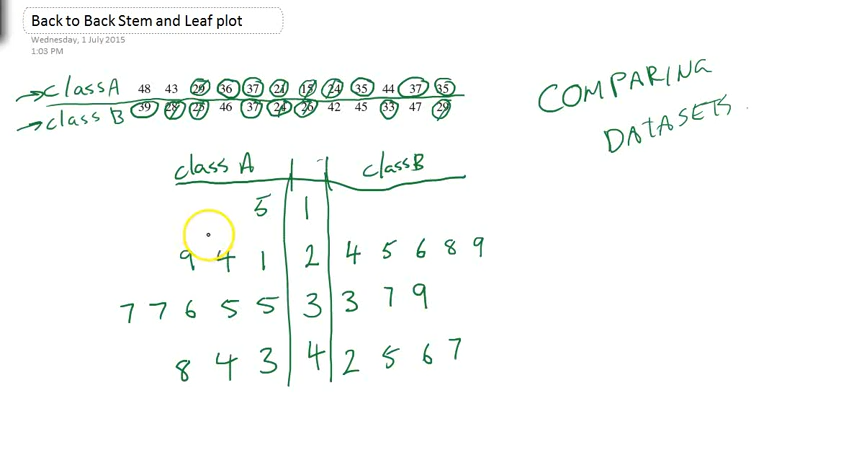 Back to Back Stem and Leaf plot
Wednesday, 1 July 2015
1:03 PM
class A 48 43 29 36 37 21 15 24 35 44 37 35
class B 39 28 25 46 37 24 26 42 45 33 47 29
COMPARING
DATASETS.
class A class B
5 1
9 4 1 2 4 5 6 8 9
7 7 6 5 5 3 3 7 9
8 4 3 4 2 5 6 7